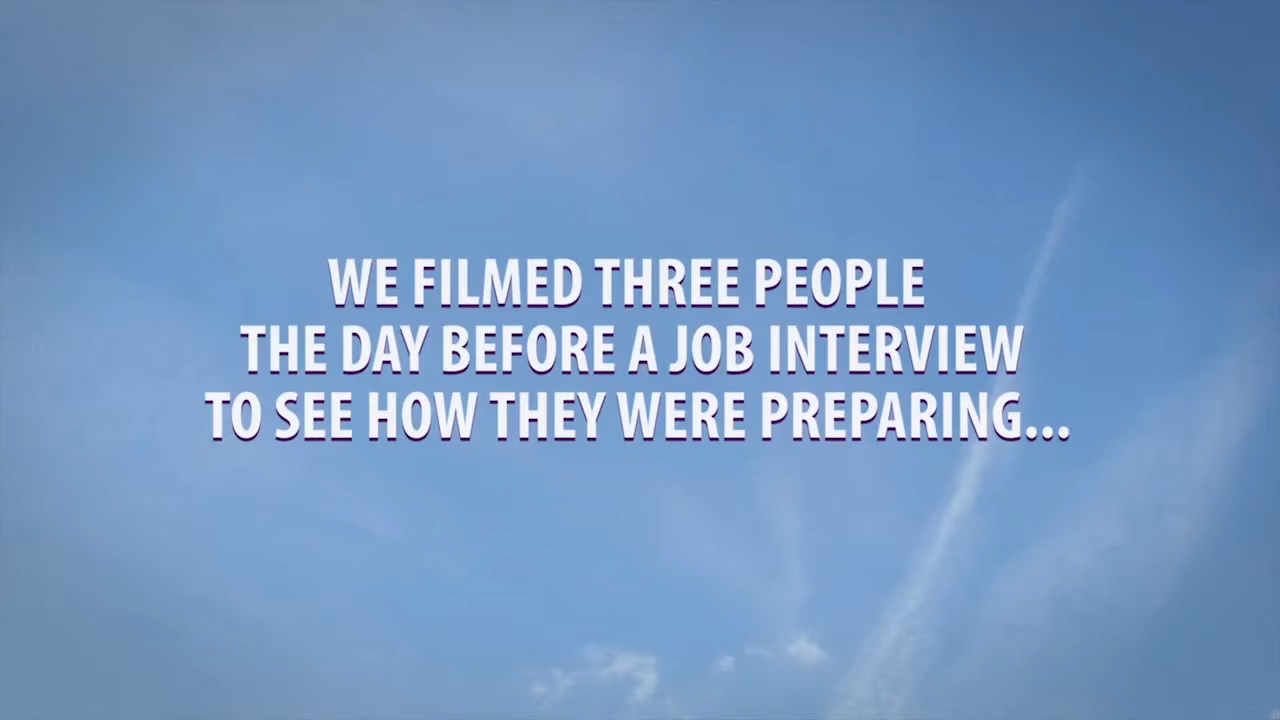 WE FILMED THREE PEOPLE
THE DAY BEFORE A JOB INTERVIEW
TO SEE HOW THEY WERE PREPARING...